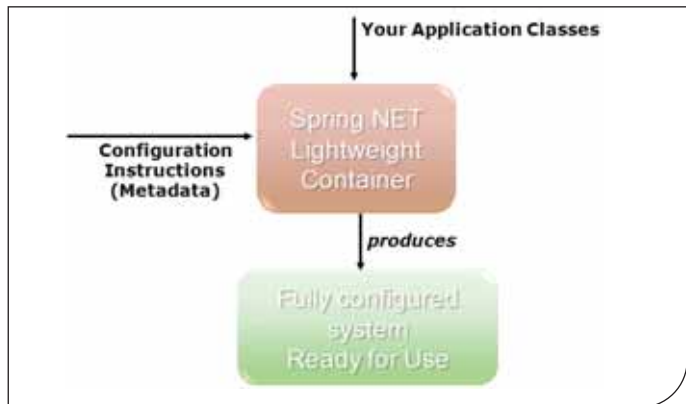 Your Application Classes
Spring NET
Lightweight
Container
Configuration
Instructions
(Metadata)
produces
Fully configured
system
Ready for Use